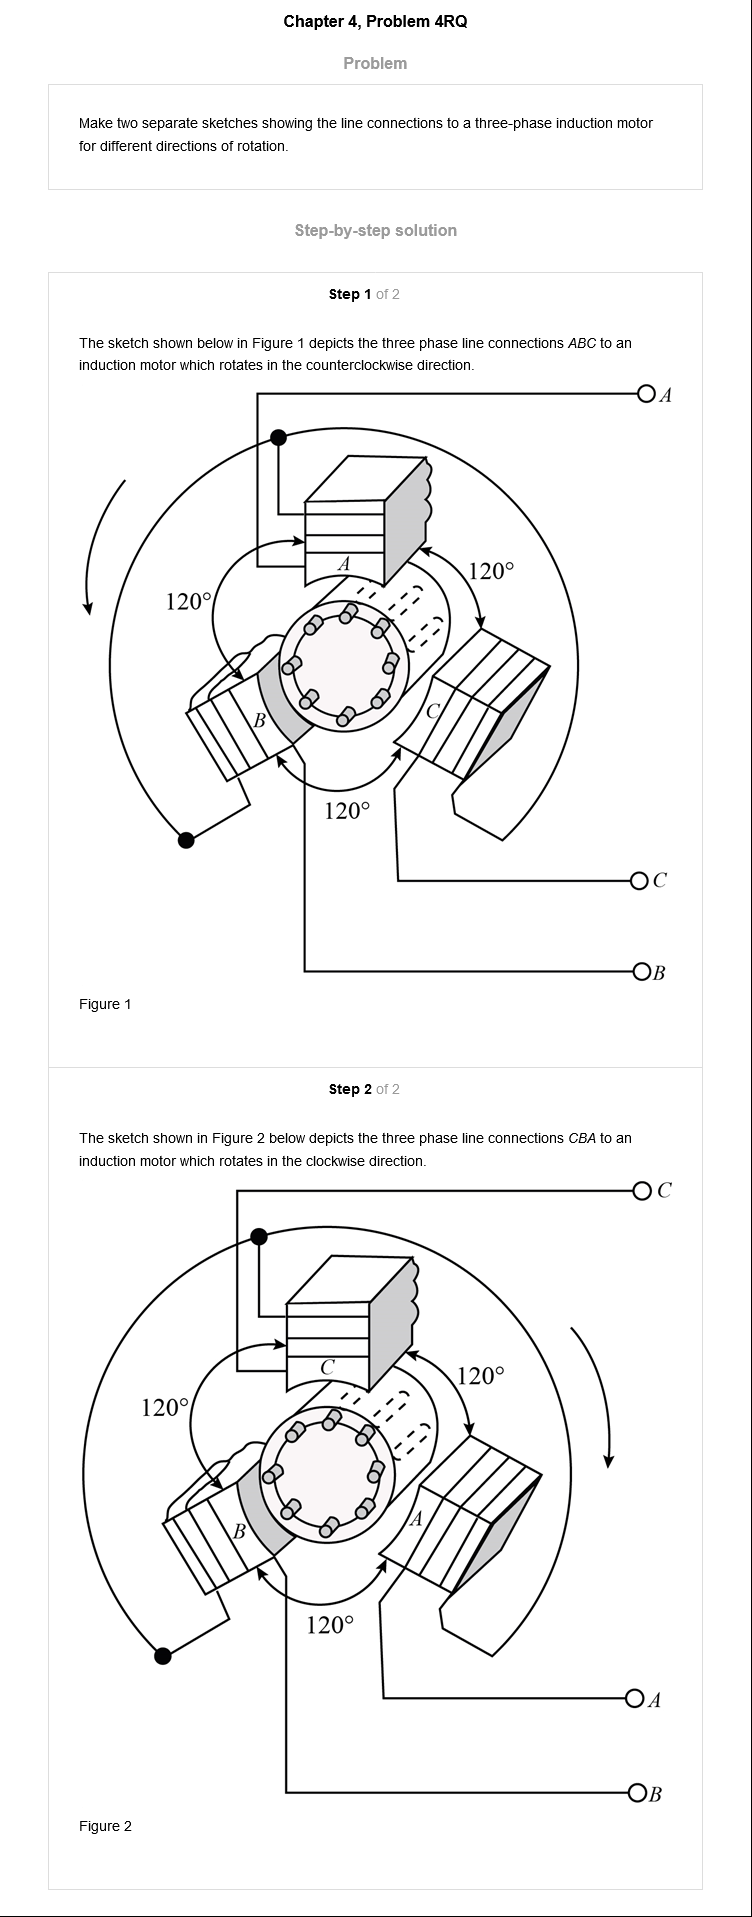 Chapter 4, Problem 4RQ
Problem
Make two separate sketches showing the line connections to a three-phase induction motor
for different directions of rotation.
Step-by-step solution
Step 1 of 2
The sketch shown below in Figure 1 depicts the three phase line connections ABC to an
induction motor which rotates in the counterclockwise direction.
A
A
120°
120°
B
C
120°
C
B
Figure 1
Step 2 of 2
The sketch shown in Figure 2 below depicts the three phase line connections CBA to an
induction motor which rotates in the clockwise direction.
C
C
120°
120°
B
A
120°
A
B
Figure 2